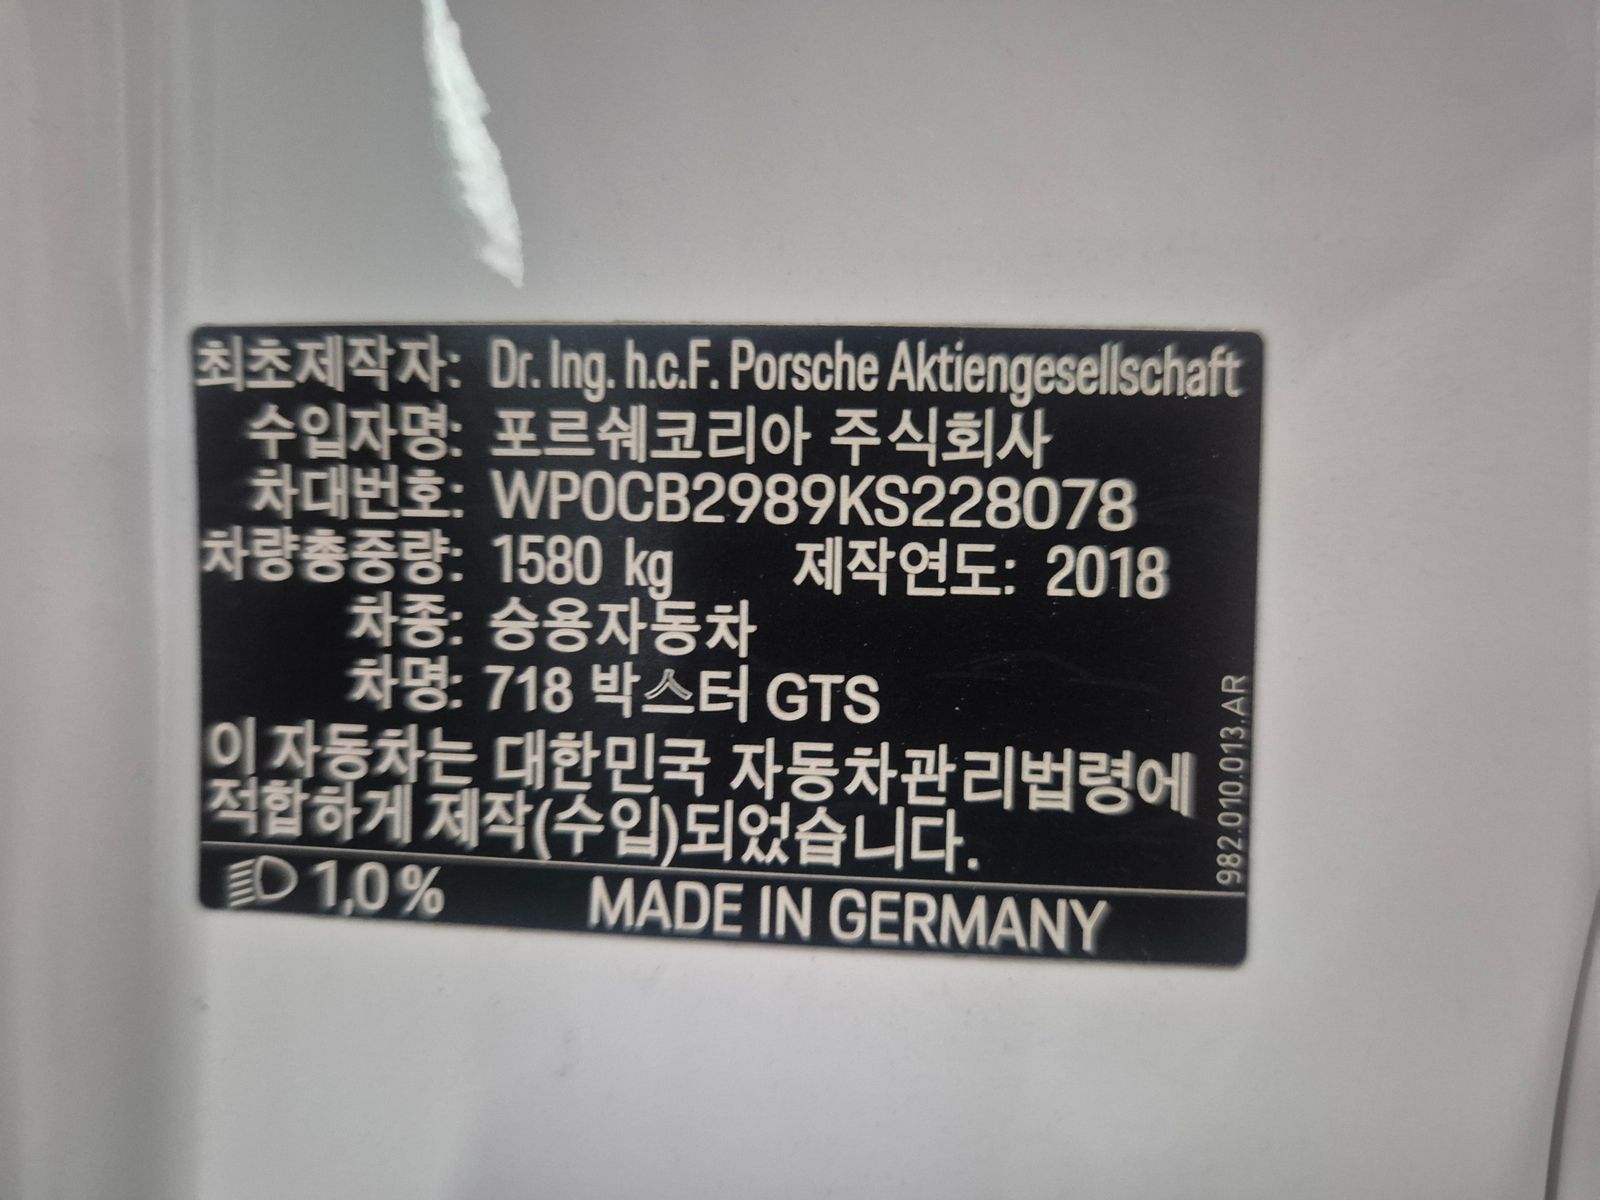 최초제작자: Dr. Ing. h.c.F. Porsche Aktiengesellschaft
수입자명: 포르쉐코리아 주식회사
차대번호: WP0CB2989KS228078
차량총중량: 1580 kg 제작연도: 2018
차종: 승용자동차
차명: 718 박스터 GTS
이 자동차는 대한민국 자동차관리법령에
적합하게 제작(수입)되었습니다.
982.010.013.AR
1,0% MADE IN GERMANY